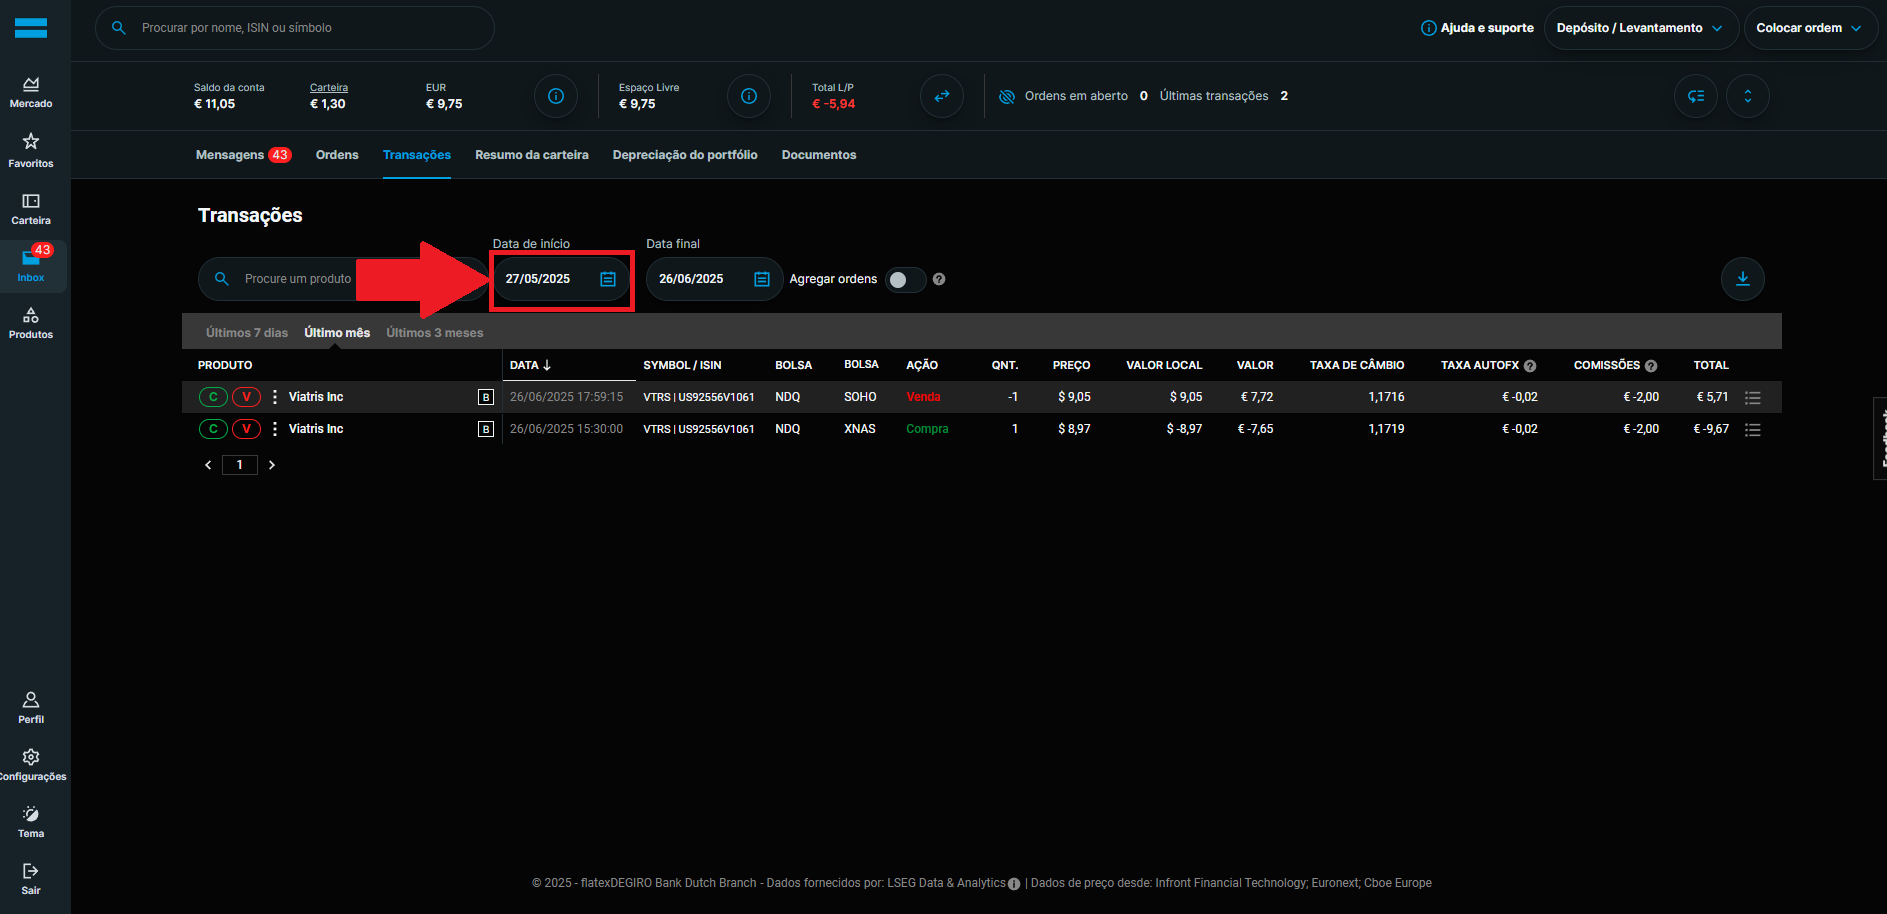 Procurar por nome, ISIN ou símbolo
Ajuda e suporte
Depósito / Levantamento
Colocar ordem
Mercado
Favoritos
Carteira
43
Inbox
Produtos
Perfil
Configurações
Tema
Sair
Saldo da conta
€ 11,05
Carteira
€ 1,30
EUR
€ 9,75
Espaço Livre
€ 9,75
Total L/P
€ -5,94
Ordens em aberto 0 Últimas transações 2
Mensagens 43 Ordens Transações Resumo da carteira Depreciação do portfólio Documentos
Transações
Data de início
Data final
Procure um produto
27/05/2025
26/06/2025
Agregar ordens
Últimos 7 dias Último mês Últimos 3 meses
PRODUTO DATA SYMBOL / ISIN BOLSA BOLSA AÇÃO QNT. PREÇO VALOR LOCAL VALOR TAXA DE CÂMBIO TAXA AUTOFX COMISSÕES TOTAL
C V Viatris Inc B 26/06/2025 17:59:15 VTRS | US92556V1061 NDQ SOHO Venda -1 $ 9,05 $ 9,05 € 7,72 1,1716 € -0,02 € -2,00 € 5,71
C V Viatris Inc B 26/06/2025 15:30:00 VTRS | US92556V1061 NDQ XNAS Compra 1 $ 8,97 $ -8,97 € -7,65 1,1719 € -0,02 € -2,00 € -9,67
1
© 2025 - flatexDEGIRO Bank Dutch Branch - Dados fornecidos por: LSEG Data & Analytics | Dados de preço desde: Infront Financial Technology; Euronext; Cboe Europe